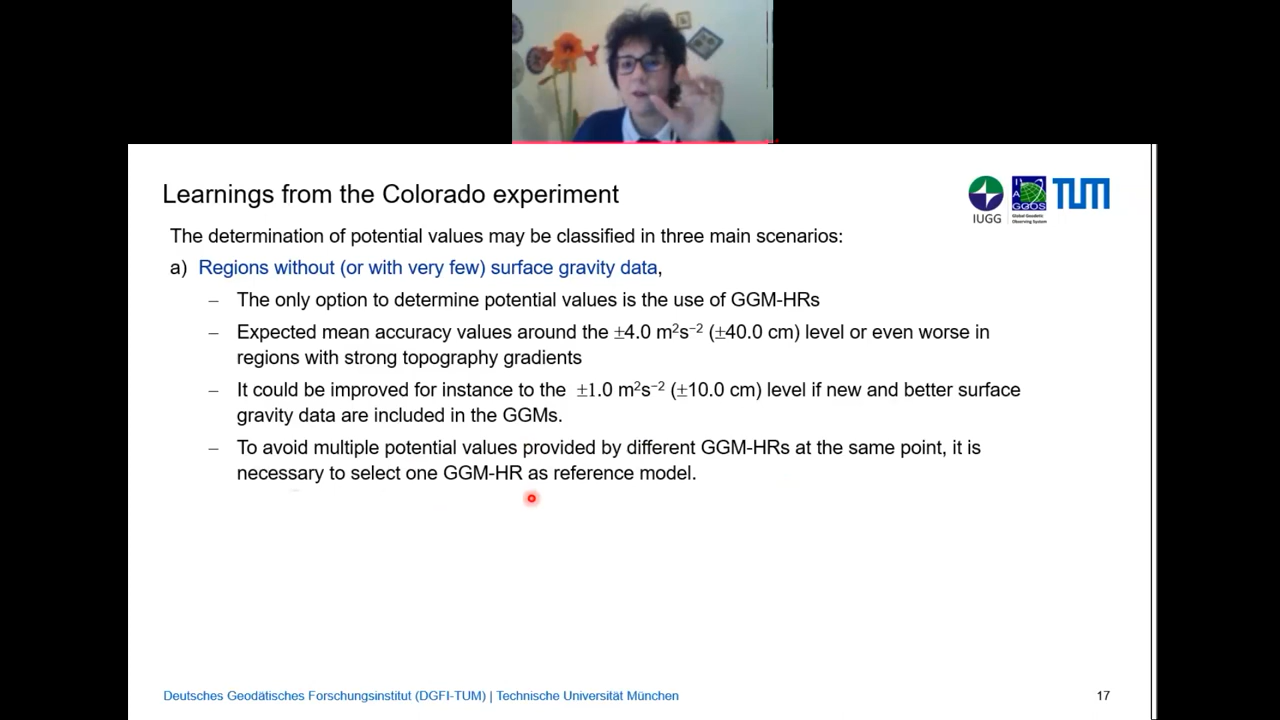 Learnings from the Colorado experiment
IUGG
I
A
G
GGOS
Global Geodetic
Observing System
TUM
The determination of potential values may be classified in three main scenarios:
a) Regions without (or with very few) surface gravity data,
– The only option to determine potential values is the use of GGM-HRs
– Expected mean accuracy values around the ±4.0 m²s⁻² (±40.0 cm) level or even worse in
regions with strong topography gradients
– It could be improved for instance to the ±1.0 m²s⁻² (±10.0 cm) level if new and better surface
gravity data are included in the GGMs.
– To avoid multiple potential values provided by different GGM-HRs at the same point, it is
necessary to select one GGM-HR as reference model.
Deutsches Geodätisches Forschungsinstitut (DGFI-TUM) | Technische Universität München
17